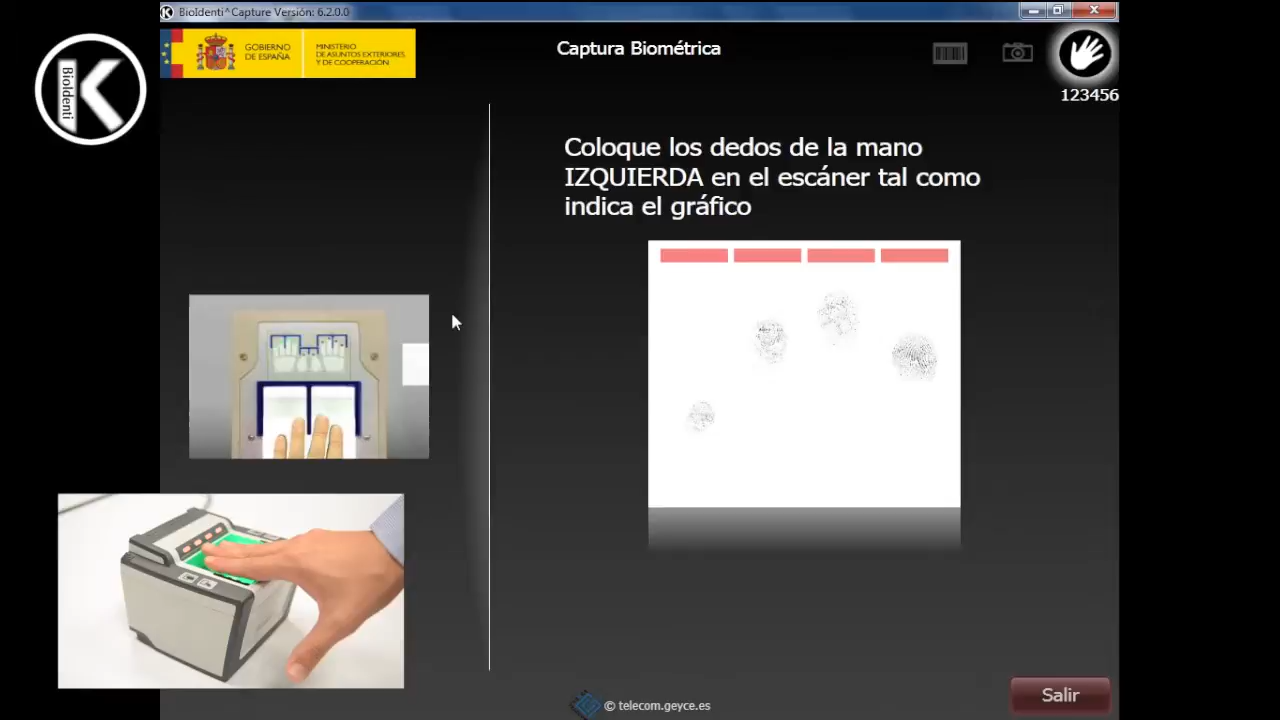 BioIdenti^Capture Versión: 6.2.0.0
BioIdenti
GOBIERNO
DE ESPAÑA
MINISTERIO
DE ASUNTOS EXTERIORES
Y DE COOPERACIÓN
Captura Biométrica
123456
Coloque los dedos de la mano
IZQUIERDA en el escáner tal como
indica el gráfico
© telecom.geyce.es
Salir